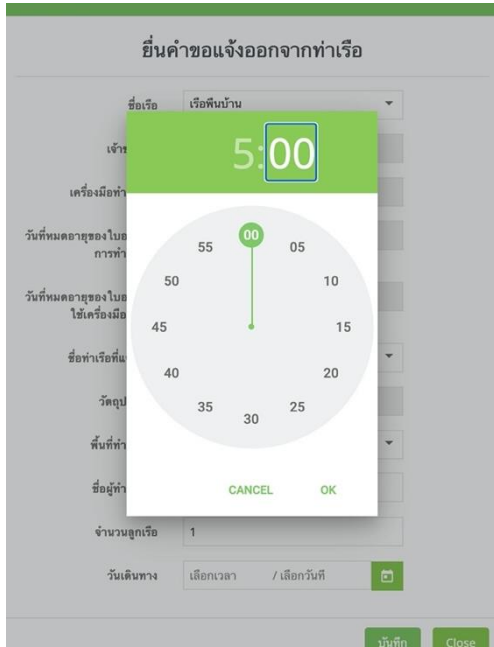 ยื่นคำขอแจ้งออกจากท่าเรือ
ชื่อเรือ เรือพื้นบ้าน
5:00
00
55 05
50 10
45 15
40 20
35 25
30
CANCEL OK
จำนวนลูกเรือ 1
วันเดินทาง เลือกเวลา / เลือกวันที่
บันทึก Close
เครื่องมือทำ
วันที่หมดอายุของใบอ
การทำ
วันที่หมดอายุของใบอ
ใช้เครื่องมือ
ชื่อท่าเรือที่
วัตถุป
พื้นที่ทำ
ชื่อผู้ทำ